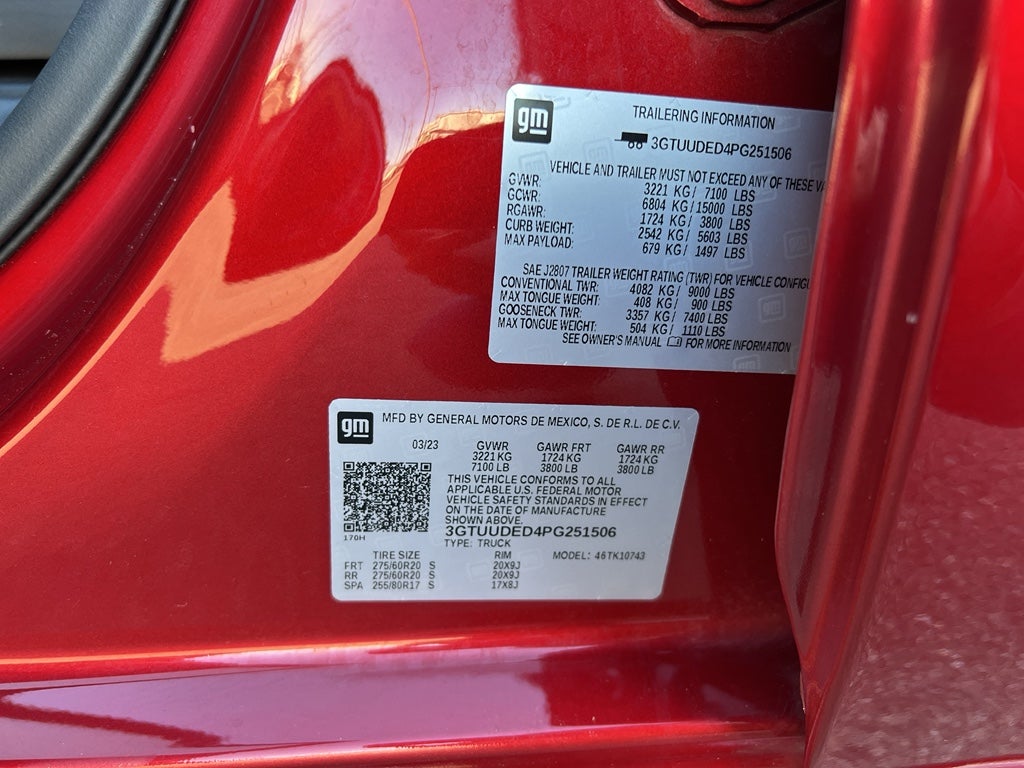 gm
TRAILERING INFORMATION
3GTUUDED4PG251506
VEHICLE AND TRAILER MUST NOT EXCEED ANY OF THESE
GVWR: 3221 KG/ 7100 LBS
GCWR: 6804 KG/ 15000 LBS
RGAWR: 1724 KG/ 3800 LBS
CURB WEIGHT: 2542 KG/ 5603 LBS
MAX PAYLOAD: 679 KG/ 1497 LBS
SAE J2807 TRAILER WEIGHT RATING (TWR) FOR VEHICLE
CONVENTIONAL TWR: 4082 KG/ 9000 LBS
MAX TONGUE WEIGHT: 408 KG/ 900 LBS
GOOSENECK TWR: 3357 KG/ 7400 LBS
MAX TONGUE WEIGHT: 504 KG/ 1110 LBS
SEE OWNER'S MANUAL FOR MORE INFORMATION
gm
MFD BY GENERAL MOTORS DE MEXICO, S. DE R.L. DE C.V.
03/23 GVWR GAWR FRT GAWR RR
3221 KG 1724 KG 1724 KG
7100 LB 3800 LB 3800 LB
THIS VEHICLE CONFORMS TO ALL
APPLICABLE U.S. FEDERAL MOTOR
VEHICLE SAFETY STANDARDS IN EFFECT
ON THE DATE OF MANUFACTURE
SHOWN ABOVE.
3GTUUDED4PG251506
170H
TYPE: TRUCK
TIRE SIZE RIM MODEL: 46TK10743
FRT 275/60R20 S 20X9J
RR 275/60R20 S 20X9J
SPA 255/80R17 S 17X8J